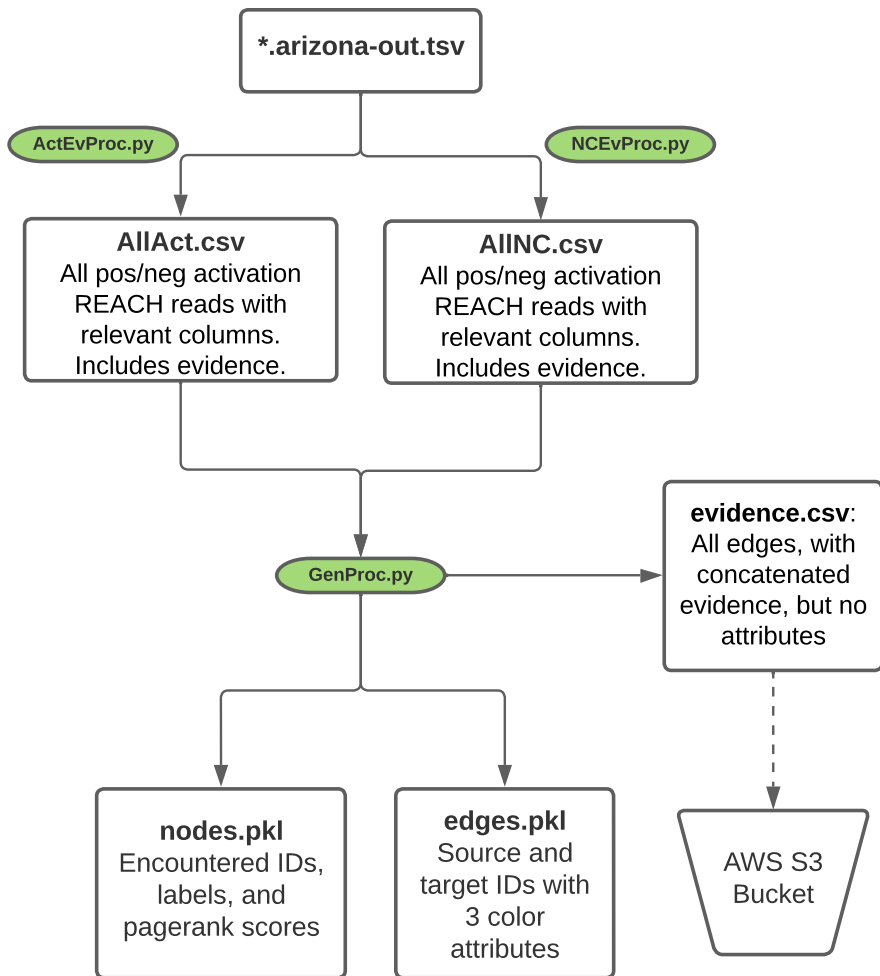 *.arizona-out.tsv
ActEvProc.py
NCEvProc.py
AllAct.csv
All pos/neg activation
REACH reads with
relevant columns.
Includes evidence.
AllNC.csv
All pos/neg activation
REACH reads with
relevant columns.
Includes evidence.
GenProc.py
evidence.csv:
All edges, with
concatenated
evidence, but no
attributes
nodes.pkl
Encountered IDs,
labels, and
pagerank scores
edges.pkl
Source and
target IDs with
3 color
attributes
AWS S3
Bucket